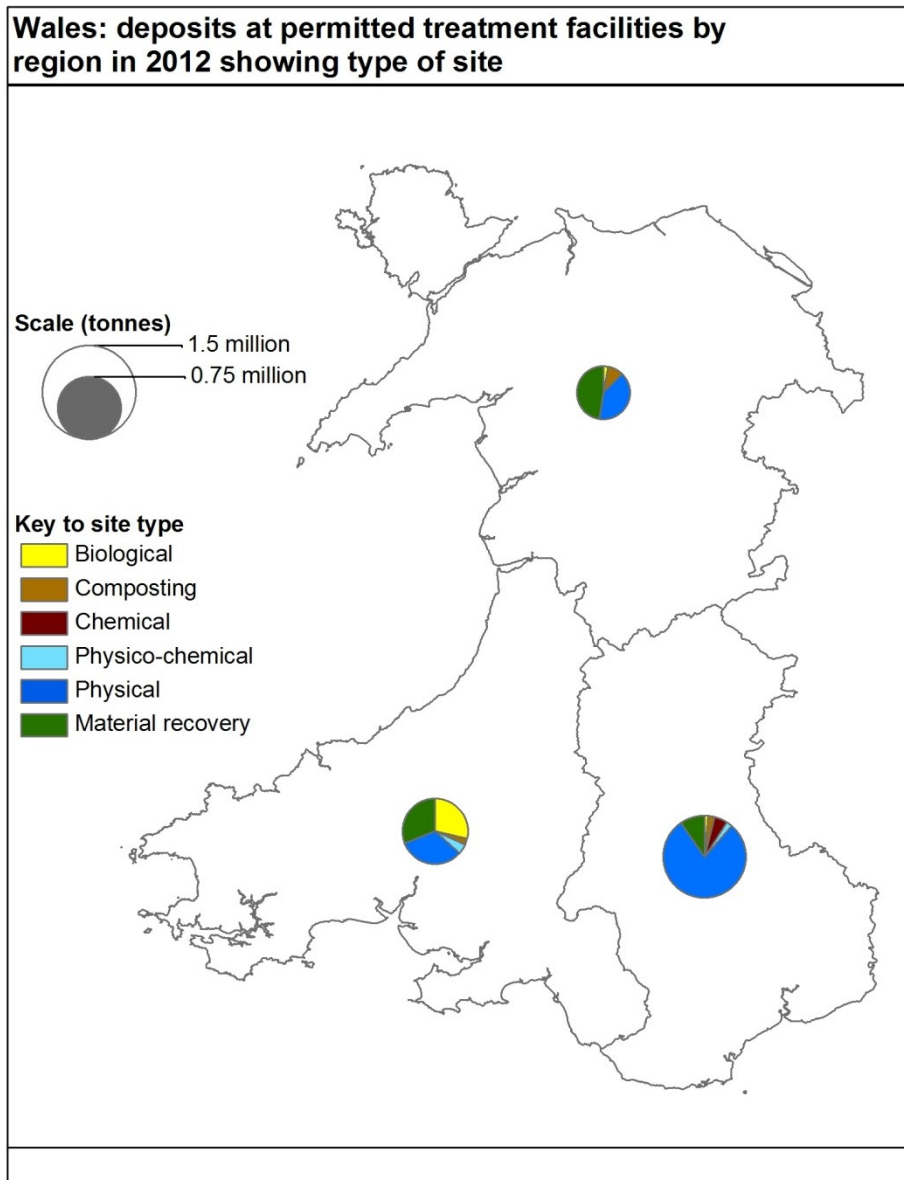 Wales: deposits at permitted treatment facilities by
region in 2012 showing type of site
Scale (tonnes)
1.5 million
0.75 million
Key to site type
Biological
Composting
Chemical
Physico-chemical
Physical
Material recovery